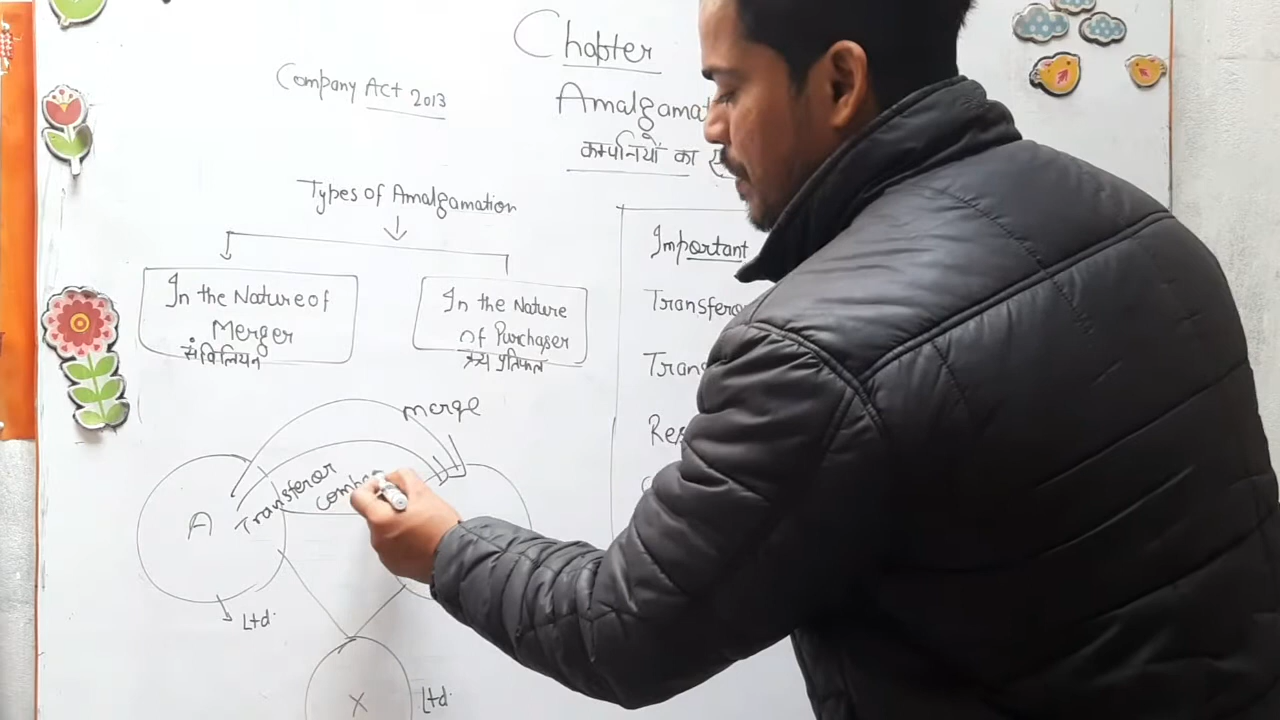 Chapter
Company Act 2013
Amalgamat
कम्पनियों का
Types of Amalgamation
In the Nature of
Merger
संविलियन
In the Nature
of Purchaser
क्रय प्रतिफल
Important
Transferor
Trans
Res
merge
Transferor
comp
A
Ltd.
X
Ltd.